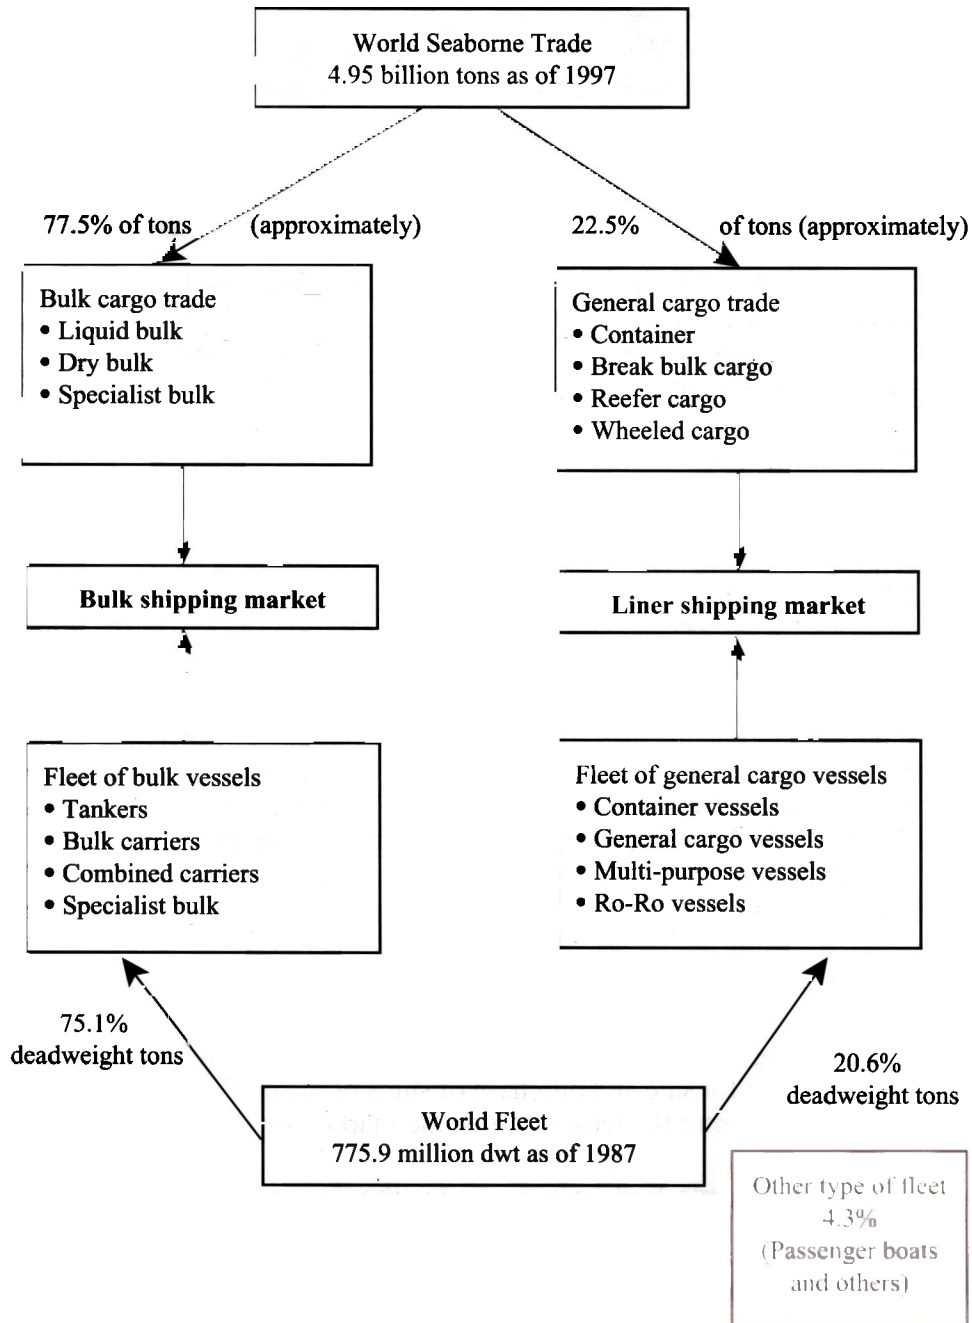 World Seaborne Trade
4.95 billion tons as of 1997
77.5% of tons (approximately)
22.5% of tons (approximately)
Bulk cargo trade
• Liquid bulk
• Dry bulk
• Specialist bulk
General cargo trade
• Container
• Break bulk cargo
• Reefer cargo
• Wheeled cargo
Bulk shipping market
Liner shipping market
Fleet of bulk vessels
• Tankers
• Bulk carriers
• Combined carriers
• Specialist bulk
Fleet of general cargo vessels
• Container vessels
• General cargo vessels
• Multi-purpose vessels
• Ro-Ro vessels
75.1%
deadweight tons
20.6%
deadweight tons
World Fleet
775.9 million dwt as of 1987
Other type of fleet
4.3%
(Passenger boats
and others)